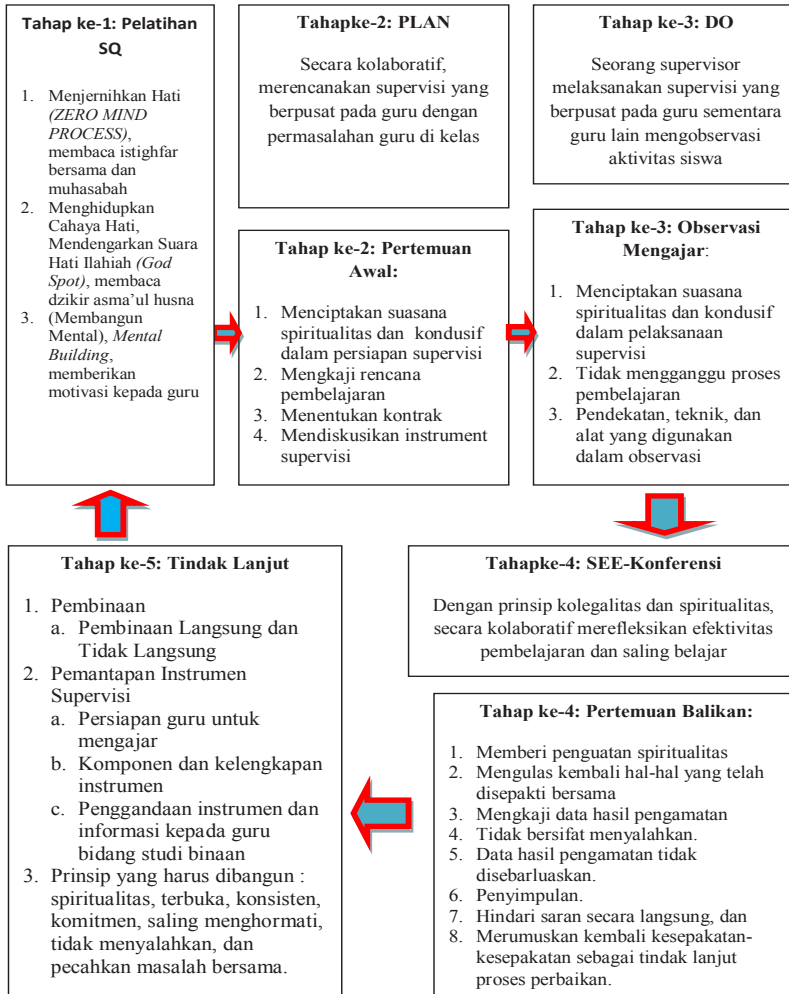 Tahap ke-1: Pelatihan
SQ
1. Menjernihkan Hati
(ZERO MIND
PROCESS),
membaca istighfar
bersama dan
muhasabah
2. Menghidupkan
Cahaya Hati,
Mendengarkan Suara
Hati Ilahiah (God
Spot), membaca
dzikir asma'ul husna
3. (Membangun
Mental), Mental
Building,
memberikan
motivasi kepada guru
Tahapke-2: PLAN
Secara kolaboratif,
merencanakan supervisi yang
berpusat pada guru dengan
permasalahan guru di kelas
Tahap ke-3: DO
Seorang supervisor
melaksanakan supervisi yang
berpusat pada guru sementara
guru lain mengobservasi
aktivitas siswa
Tahap ke-2: Pertemuan
Awal:
1. Menciptakan suasana
spiritualitas dan kondusif
dalam persiapan supervisi
2. Mengkaji rencana
pembelajaran
3. Menentukan kontrak
4. Mendiskusikan instrument
supervisi
Tahap ke-3: Observasi
Mengajar:
1. Menciptakan suasana
spiritualitas dan kondusif
dalam pelaksanaan
supervisi
2. Tidak mengganggu proses
pembelajaran
3. Pendekatan, teknik, dan
alat yang digunakan
dalam observasi
Tahapke-4: SEE-Konferensi
Dengan prinsip kolegalitas dan spiritualitas,
secara kolaboratif merefleksikan efektivitas
pembelajaran dan saling belajar
Tahap ke-4: Pertemuan Balikan:
1. Memberi penguatan spiritualitas
2. Mengulas kembali hal-hal yang telah
disepakti bersama
3. Mengkaji data hasil pengamatan
4. Tidak bersifat menyalahkan.
5. Data hasil pengamatan tidak
disebarluaskan.
6. Penyimpulan.
7. Hindari saran secara langsung, dan
8. Merumuskan kembali kesepakatan-
kesepakatan sebagai tindak lanjut
proses perbaikan.
Tahap ke-5: Tindak Lanjut
1. Pembinaan
a. Pembinaan Langsung dan
Tidak Langsung
2. Pemantapan Instrumen
Supervisi
a. Persiapan guru untuk
mengajar
b. Komponen dan kelengkapan
instrumen
c. Penggandaan instrumen dan
informasi kepada guru
bidang studi binaan
3. Prinsip yang harus dibangun :
spiritualitas, terbuka, konsisten,
komitmen, saling menghormati,
tidak menyalahkan, dan
pecahkan masalah bersama.